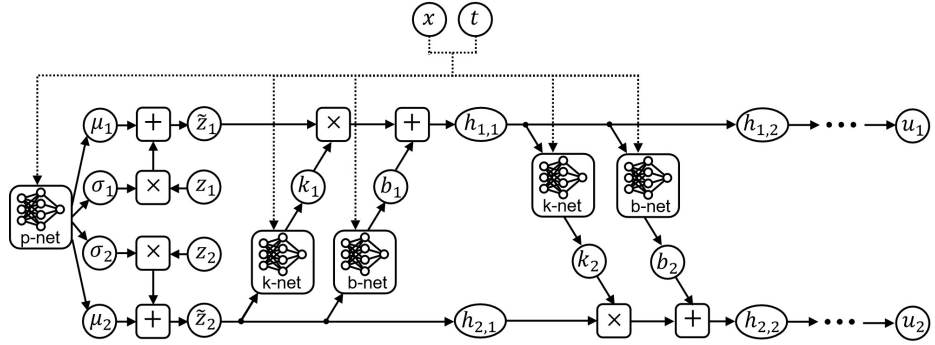 x t
μ₁ + z̃₁ × + h₁,₁ h₁,₂ ••• u₁
σ₁ × z₁ k₁ b₁ k-net b-net
p-net
σ₂ × z₂ k-net b-net k₂ b₂
μ₂ + z̃₂ h₂,₁ × + h₂,₂ ••• u₂